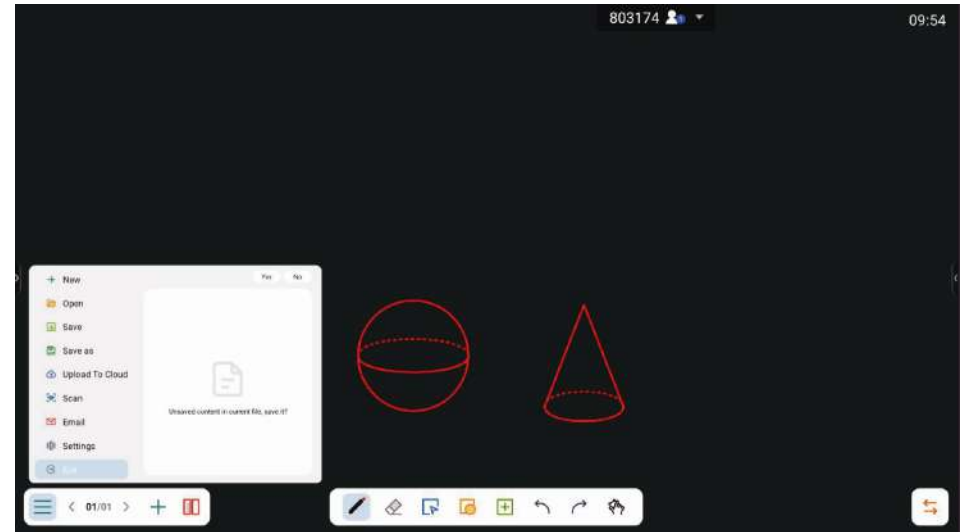 803174
09:54
New
Yes No
Open
Save
Save as
Upload To Cloud
Scan
Email
Unsaved content in current file, save it?
Settings
Exit
01/01